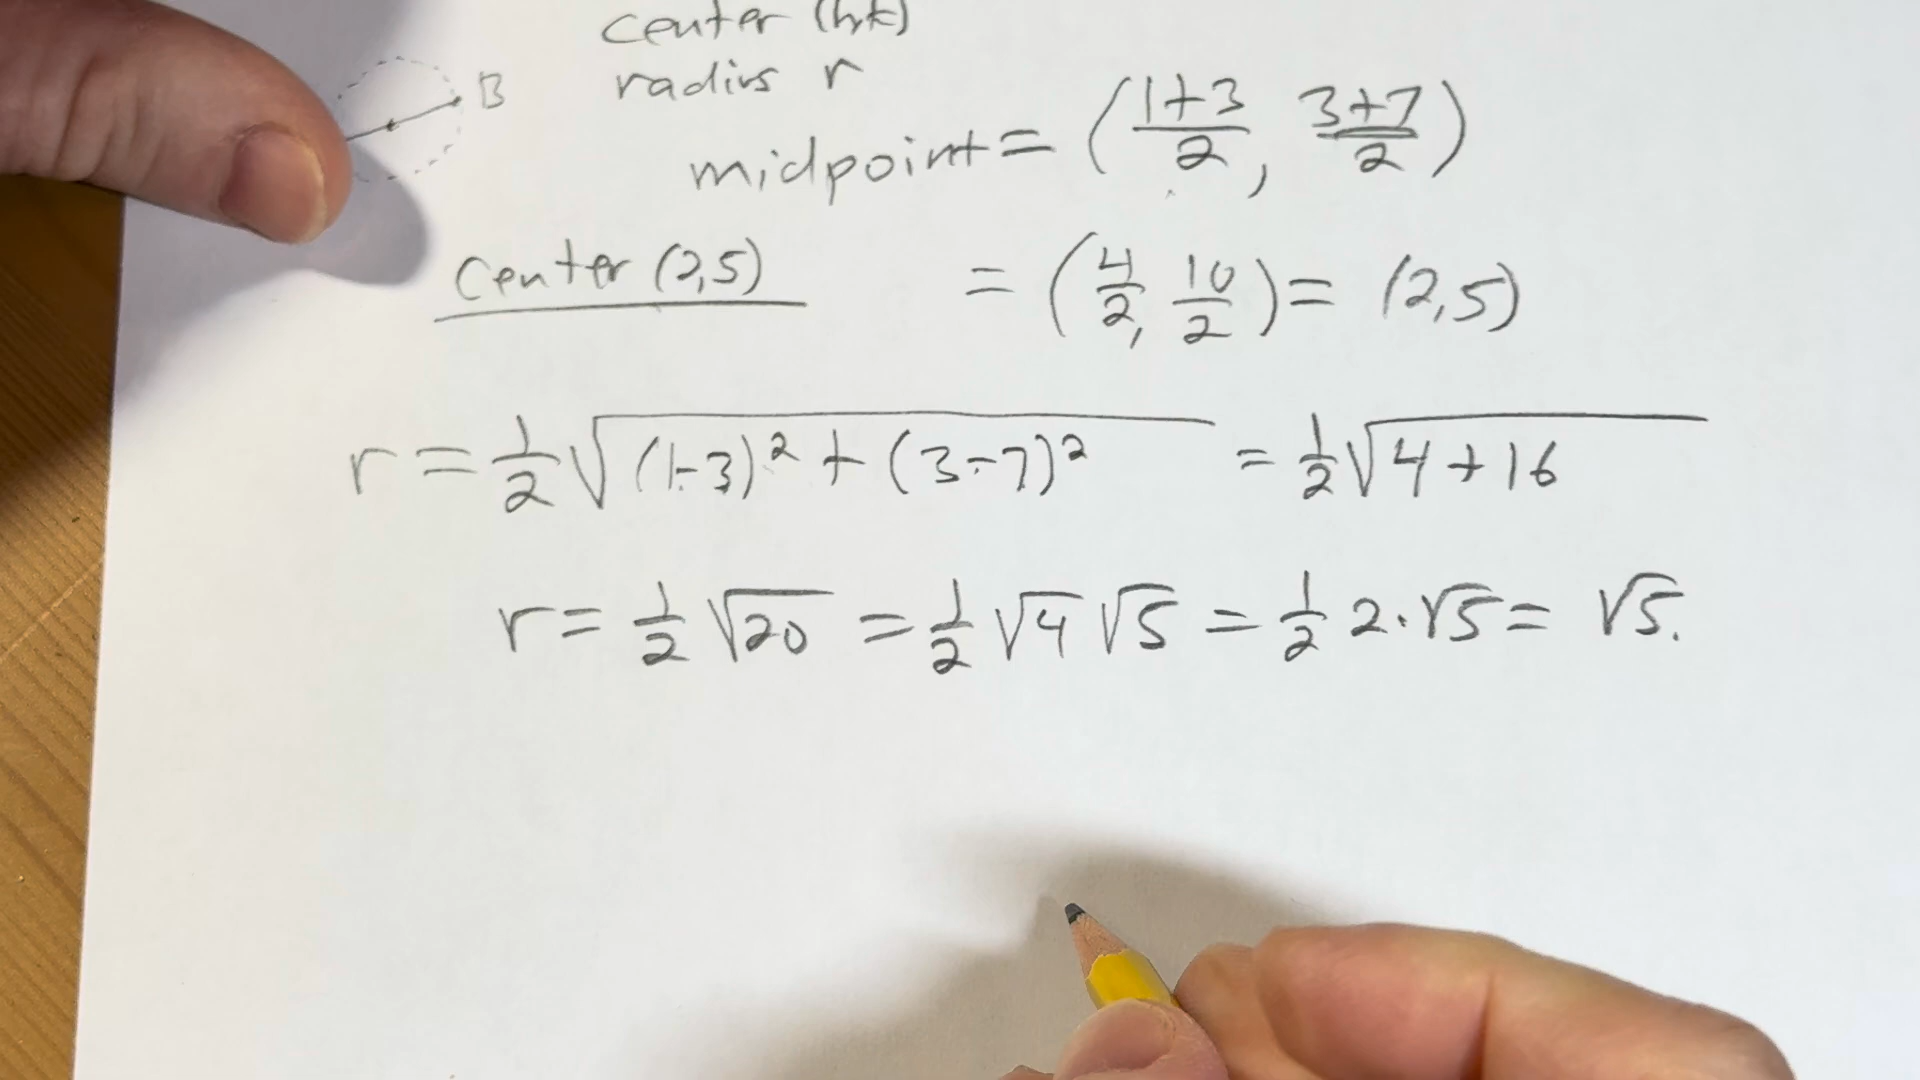 center (h,k)
B
radius r
midpoint = (1+3/2, 3+7/2)
center (2,5)
= (4/2, 10/2) = (2,5)
r = 1/2 √((1-3)² + (3-7)²) = 1/2 √(4+16)
r = 1/2 √20 = 1/2 √4 √5 = 1/2 2·√5 = √5.